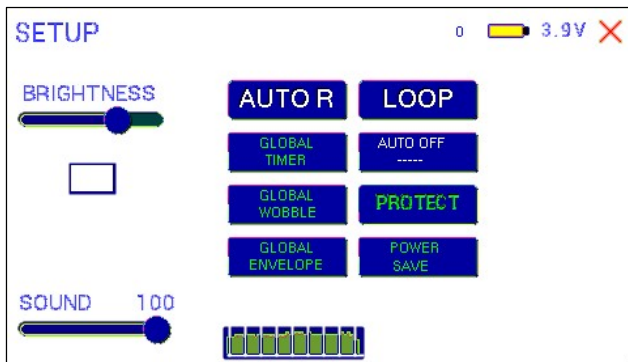 SETUP
0 3.9V
BRIGHTNESS
AUTO R
LOOP
GLOBAL
TIMER
AUTO OFF
-----
GLOBAL
WOBBLE
PROTECT
GLOBAL
ENVELOPE
POWER
SAVE
SOUND 100